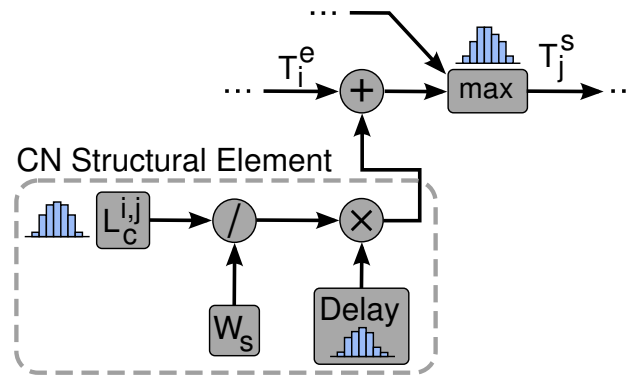 ...
T_i^e
T_j^s
...
+
max
...
CN Structural Element
L_c^{i,j}
/
×
W_s
Delay